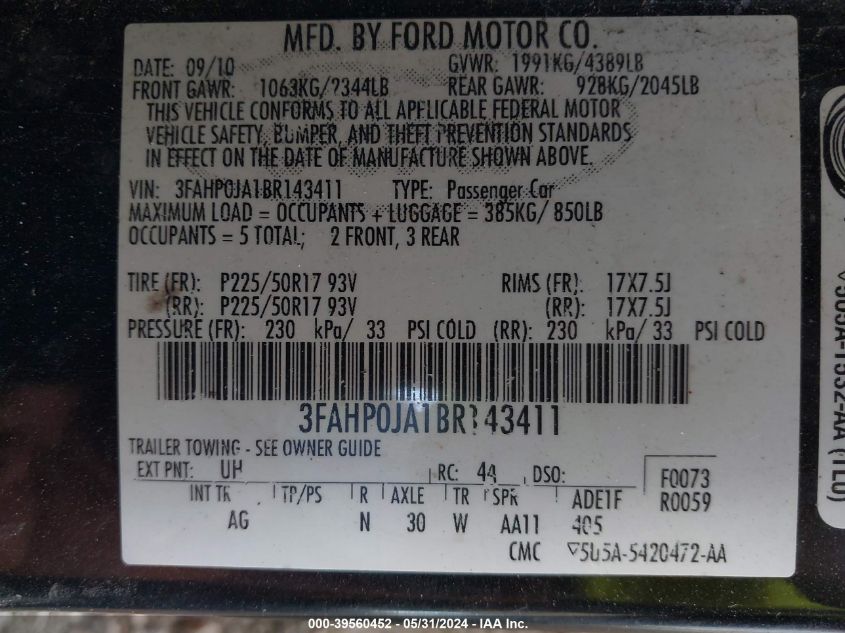 MFD. BY FORD MOTOR CO.
DATE: 09/10 GVWR: 1991KG/4389LB
FRONT GAWR: 1063KG/2344LB REAR GAWR: 928KG/2045LB
THIS VEHICLE CONFORMS TO ALL APPLICABLE FEDERAL MOTOR
VEHICLE SAFETY, BUMPER, AND THEFT PREVENTION STANDARDS
IN EFFECT ON THE DATE OF MANUFACTURE SHOWN ABOVE.
VIN: 3FAHP0JA1BR143411 TYPE: Passenger Car
MAXIMUM LOAD = OCCUPANTS + LUGGAGE = 385KG/ 850LB
OCCUPANTS = 5 TOTAL; 2 FRONT, 3 REAR
TIRE (FR): P225/50R17 93V RIMS (FR): 17X7.5J
(RR): P225/50R17 93V (RR): 17X7.5J
PRESSURE (FR): 230 kPa/ 33 PSI COLD (RR): 230 kPa/ 33 PSI COLD
3FAHP0JA1BR143411
TRAILER TOWING - SEE OWNER GUIDE
EXT PNT: UH RC: 44 DSO: F0073
INT TR TP/PS R AXLE TR SPR ADE1F R0059
AG N 30 W AA11 405
CMC 5U5A-5420472-AA
000-39560452 - 05/31/2024 - IAA Inc.